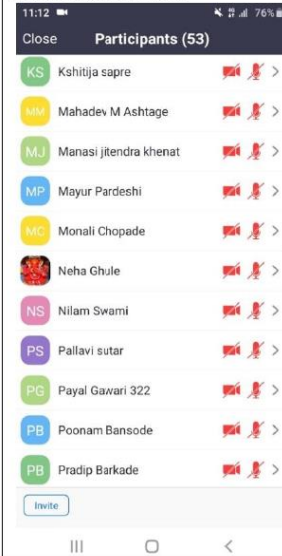 11:12 76%
Close Participants (53)
KS Kshitija sapre
MM Mahadev M Ashtage
MJ Manasi jitendra khenat
MP Mayur Pardeshi
MC Monali Chopade
Neha Ghule
NS Nilam Swami
PS Pallavi sutar
PG Payal Gawari 322
PB Poonam Bansode
PB Pradip Barkade
Invite